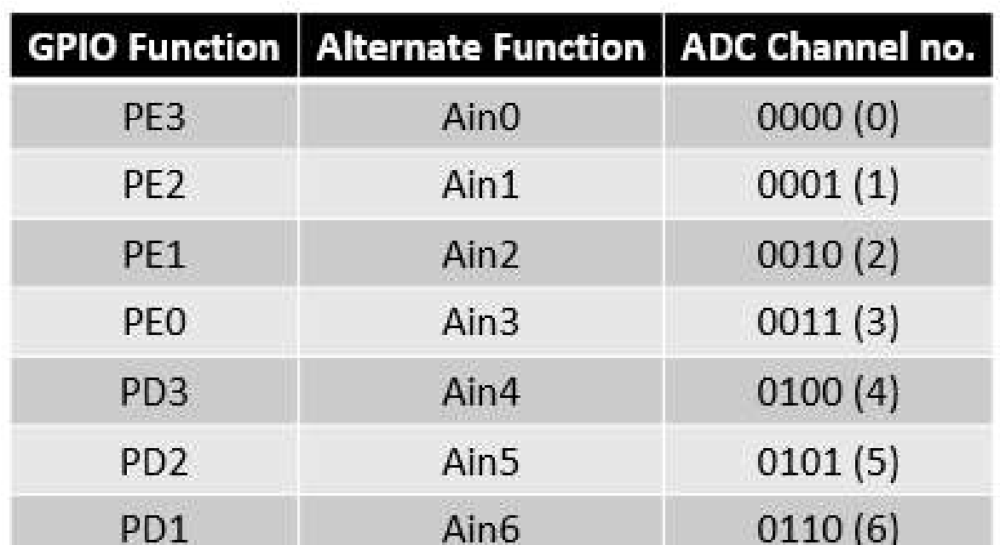 GPIO Function Alternate Function ADC Channel no.
PE3 Ain0 0000 (0)
PE2 Ain1 0001 (1)
PE1 Ain2 0010 (2)
PE0 Ain3 0011 (3)
PD3 Ain4 0100 (4)
PD2 Ain5 0101 (5)
PD1 Ain6 0110 (6)